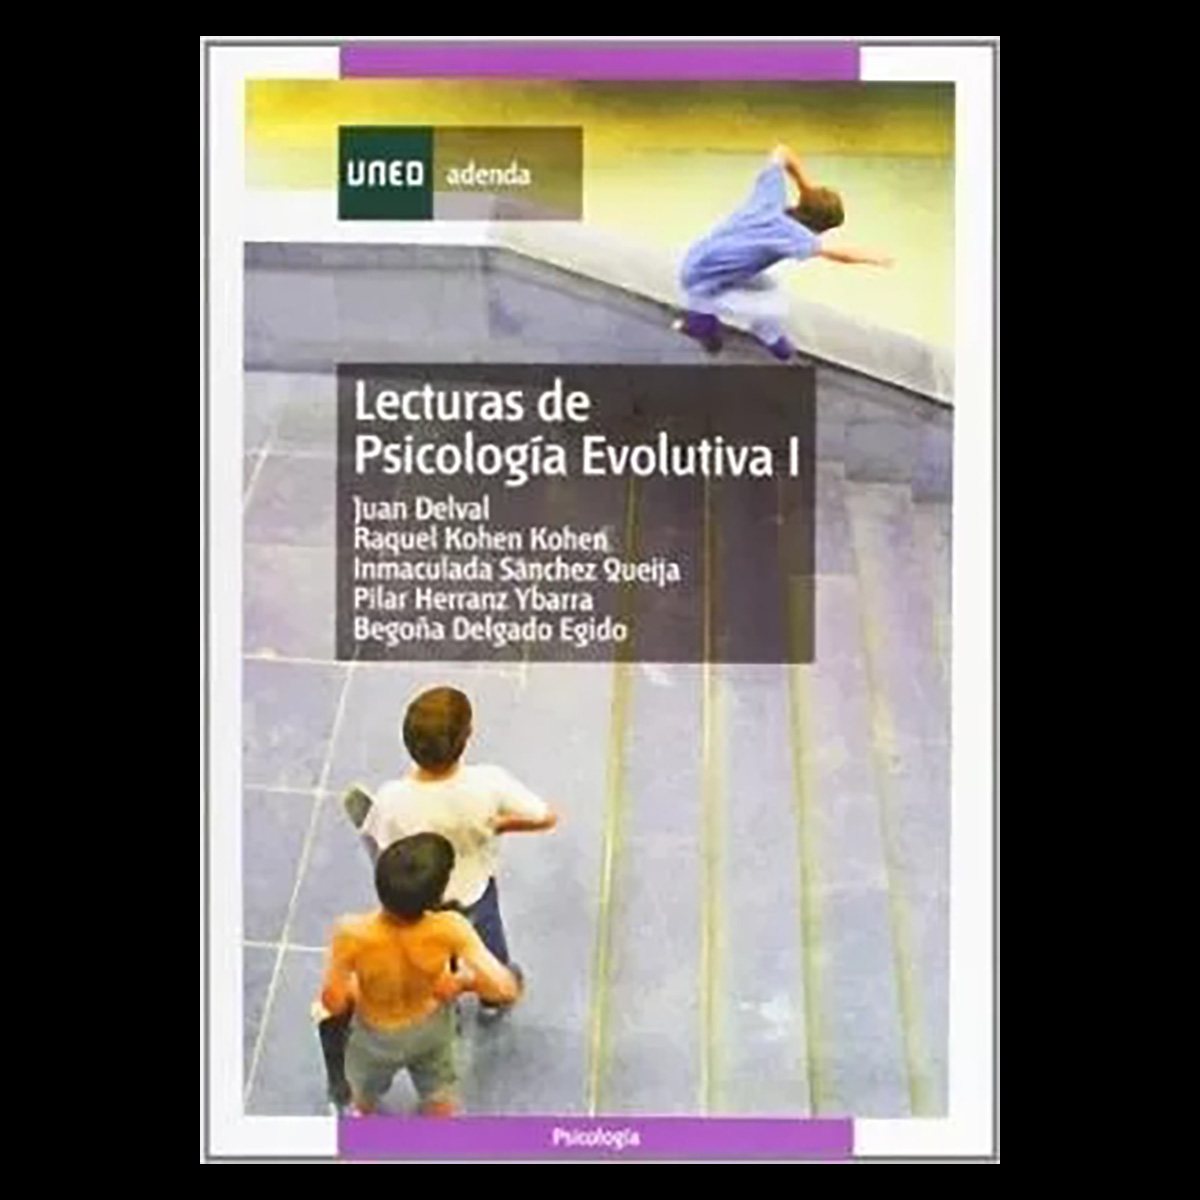 UNED
adenda
Lecturas de
Psicología Evolutiva I
Juan Delval
Raquel Kohen Kohen
Inmaculada Sánchez Queija
Pilar Herranz Ybarra
Begoña Delgado Egido
Psicología